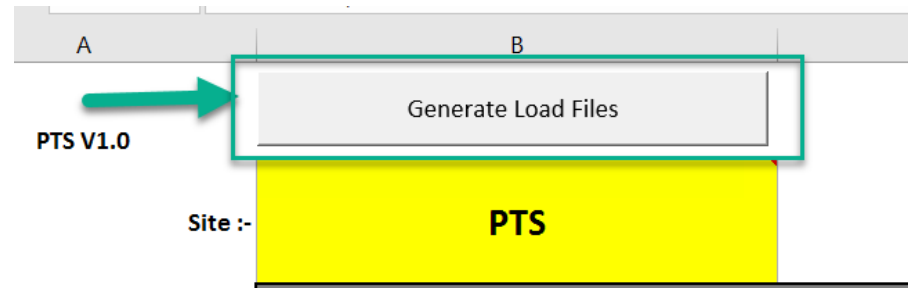 A B
Generate Load Files
PTS V1.0
Site :- PTS